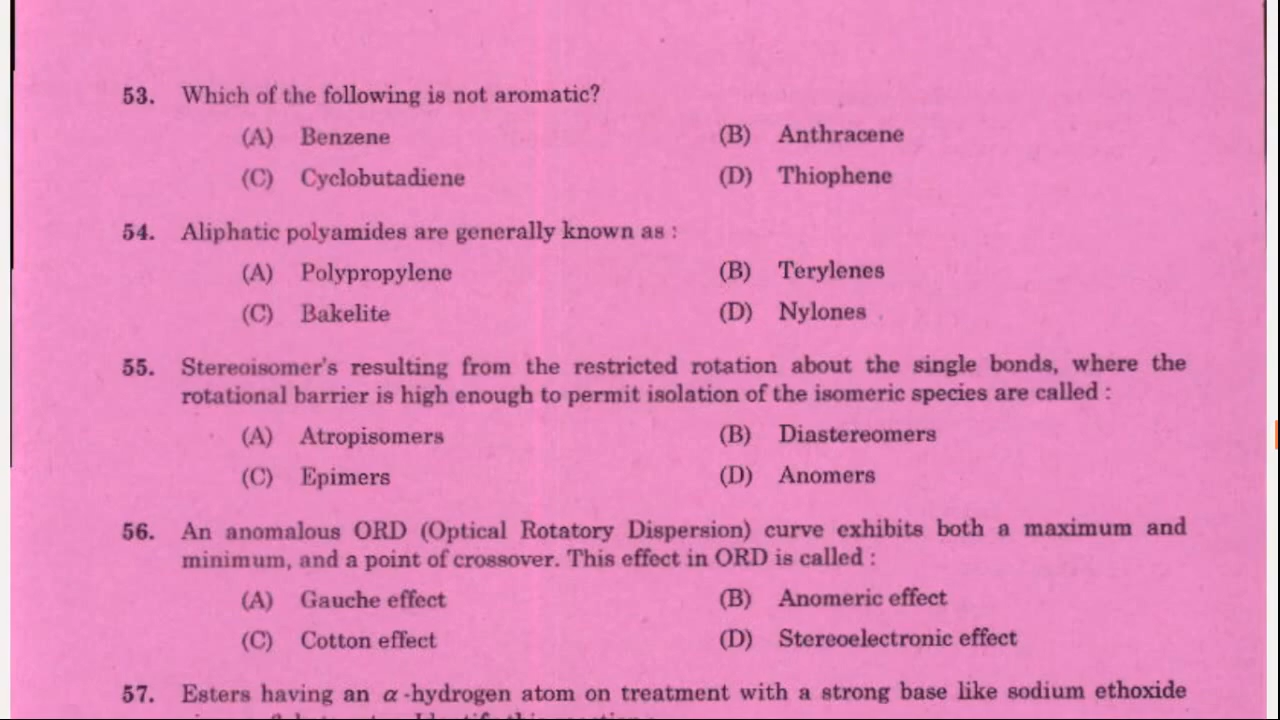 53. Which of the following is not aromatic?
(A) Benzene (B) Anthracene
(C) Cyclobutadiene (D) Thiophene
54. Aliphatic polyamides are generally known as :
(A) Polypropylene (B) Terylenes
(C) Bakelite (D) Nylones
55. Stereoisomer's resulting from the restricted rotation about the single bonds, where the
rotational barrier is high enough to permit isolation of the isomeric species are called :
(A) Atropisomers (B) Diastereomers
(C) Epimers (D) Anomers
56. An anomalous ORD (Optical Rotatory Dispersion) curve exhibits both a maximum and
minimum, and a point of crossover. This effect in ORD is called :
(A) Gauche effect (B) Anomeric effect
(C) Cotton effect (D) Stereoelectronic effect
57. Esters having an α-hydrogen atom on treatment with a strong base like sodium ethoxide